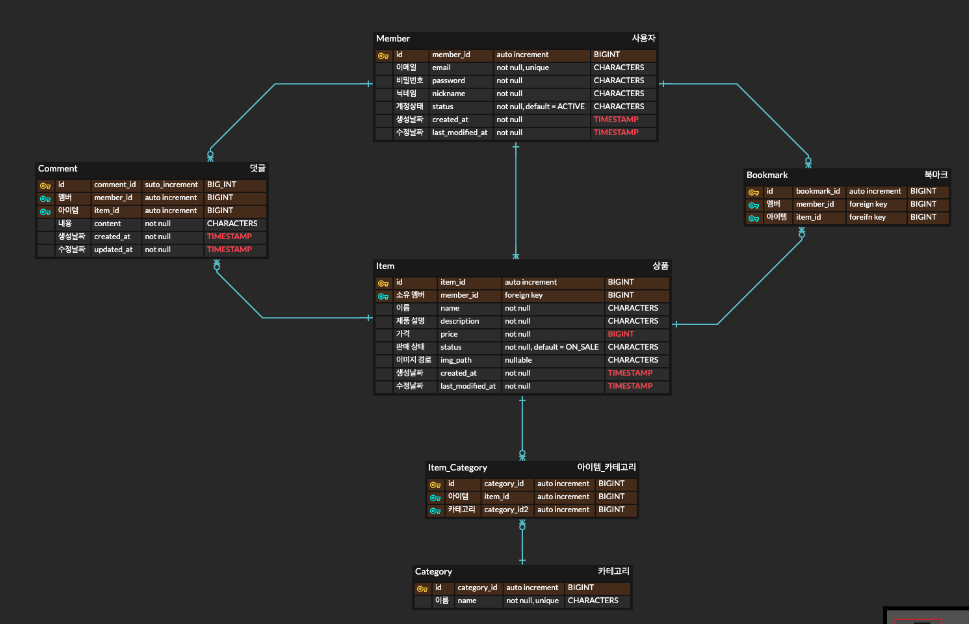 Member 사용자
id member_id auto increment BIGINT
이메일 email not null, unique CHARACTERS
비밀번호 password not null CHARACTERS
닉네임 nickname not null CHARACTERS
계정상태 status not null, default = ACTIVE CHARACTERS
생성날짜 created_at not null TIMESTAMP
수정날짜 last_modified_at not null TIMESTAMP
Comment 댓글
id comment_id suto_increment BIG_INT
멤버 member_id auto increment BIGINT
아이템 item_id auto increment BIGINT
내용 content not null CHARACTERS
생성날짜 created_at not null TIMESTAMP
수정날짜 updated_at not null TIMESTAMP
Bookmark 북마크
id bookmark_id auto increment BIGINT
멤버 member_id foreign key BIGINT
아이템 item_id foreifn key BIGINT
Item 상품
id item_id auto increment BIGINT
소유 멤버 member_id foreign key BIGINT
이름 name not null CHARACTERS
제품 설명 description not null CHARACTERS
가격 price not null BIGINT
판매 상태 status not null, default = ON_SALE CHARACTERS
이미지 경로 img_path nullable CHARACTERS
생성날짜 created_at not null TIMESTAMP
수정날짜 last_modified_at not null TIMESTAMP
Item_Category 아이템_카테고리
id category_id auto increment BIGINT
아이템 item_id auto increment BIGINT
카테고리 category_id2 auto increment BIGINT
Category 카테고리
id category_id auto increment BIGINT
이름 name not null, unique CHARACTERS